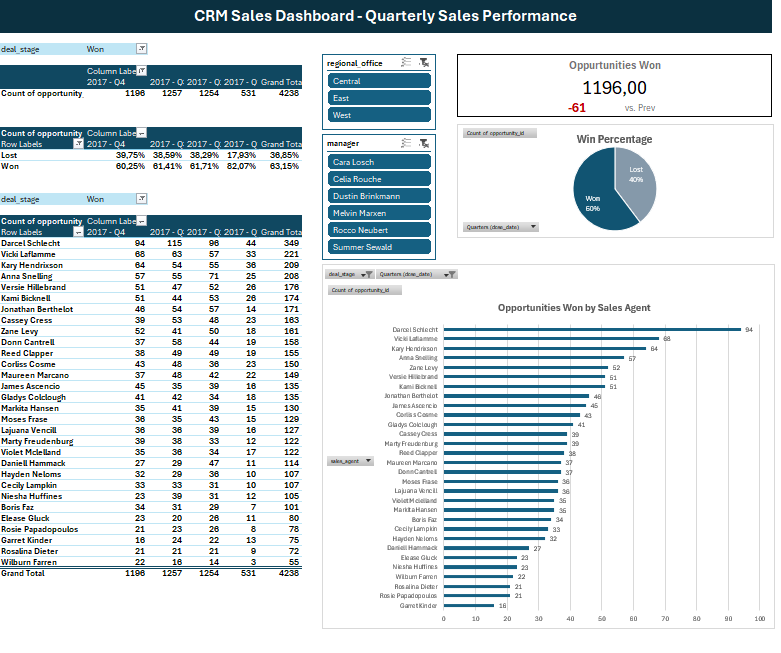 CRM Sales Dashboard - Quarterly Sales Performance
deal_stage Won
Column Labe
2017 - Q4 2017 - Q 2017 - Q 2017 - Q Grand Tota
Count of opportunity 1196 1257 1254 531 4238
Count of opportunity Column Labe
Row Labels 2017 - Q4 2017 - Q 2017 - Q 2017 - Q Grand Tota
Lost 39,75% 38,59% 38,29% 17,93% 36,85%
Won 60,25% 61,41% 61,71% 82,07% 63,15%
deal_stage Won
Count of opportunity Column Labe
Row Labels 2017 - Q4 2017 - Q 2017 - Q 2017 - Q Grand Tota
Darcel Schlecht 94 115 96 44 349
Vicki Laflamme 68 63 57 33 221
Kary Hendrixson 64 54 55 36 209
Anna Snelling 57 55 71 25 208
Versie Hillebrand 51 47 52 26 176
Kami Bicknell 51 44 53 26 174
Jonathan Berthelot 46 54 57 14 171
Cassey Cress 39 53 48 23 163
Zane Levy 52 41 50 18 161
Donn Cantrell 37 58 44 19 158
Reed Clapper 38 49 49 19 155
Corliss Cosme 43 48 36 23 150
Maureen Marcano 37 48 42 22 149
James Ascencio 45 35 39 16 135
Gladys Colclough 41 42 34 18 135
Markita Hansen 35 41 39 15 130
Moses Frase 36 35 43 15 129
Lajuana Vencill 36 36 39 16 127
Marty Freudenburg 39 38 33 12 122
Violet Mclelland 35 36 34 17 122
Daniell Hammack 27 29 47 11 114
Hayden Neloms 32 29 36 10 107
Cecily Lampkin 33 33 31 10 107
Niesha Huffines 23 39 31 12 105
Boris Faz 34 31 29 7 101
Elease Gluck 23 20 26 11 80
Rosie Papadopoulos 21 23 26 8 78
Garret Kinder 16 24 22 13 75
Rosalina Dieter 21 21 21 9 72
Wilburn Farren 22 16 14 3 55
Grand Total 1196 1257 1254 531 4238
regional_office
Central
East
West
manager
Cara Losch
Celia Rouche
Dustin Brinkmann
Melvin Marxen
Rocco Neubert
Summer Sewald
Oppurtunities Won
1196,00
-61 vs. Prev
Count of opportunity_id
Win Percentage
Lost
40%
Won
60%
Quarters (close_date)
deal_stage Quarters (close_date)
Count of opportunity_id
Opportunities Won by Sales Agent
Darcel Schlecht 94
Vicki Laflamme 68
Kary Hendrixson 64
Anna Snelling 57
Zane Levy 52
Versie Hillebrand 51
Kami Bicknell 51
Jonathan Berthelot 46
James Ascencio 45
Corliss Cosme 43
Gladys Colclough 41
Cassey Cress 39
Marty Freudenburg 39
Reed Clapper 38
sales_agent
Maureen Marcano 37
Donn Cantrell 37
Moses Frase 36
Lajuana Vencill 36
Violet Mclelland 35
Markita Hansen 35
Boris Faz 34
Cecily Lampkin 33
Hayden Neloms 32
Daniell Hammack 27
Elease Gluck 23
Niesha Huffines 23
Wilburn Farren 22
Rosalina Dieter 21
Rosie Papadopoulos 21
Garret Kinder 16
0 10 20 30 40 50 60 70 80 90 100